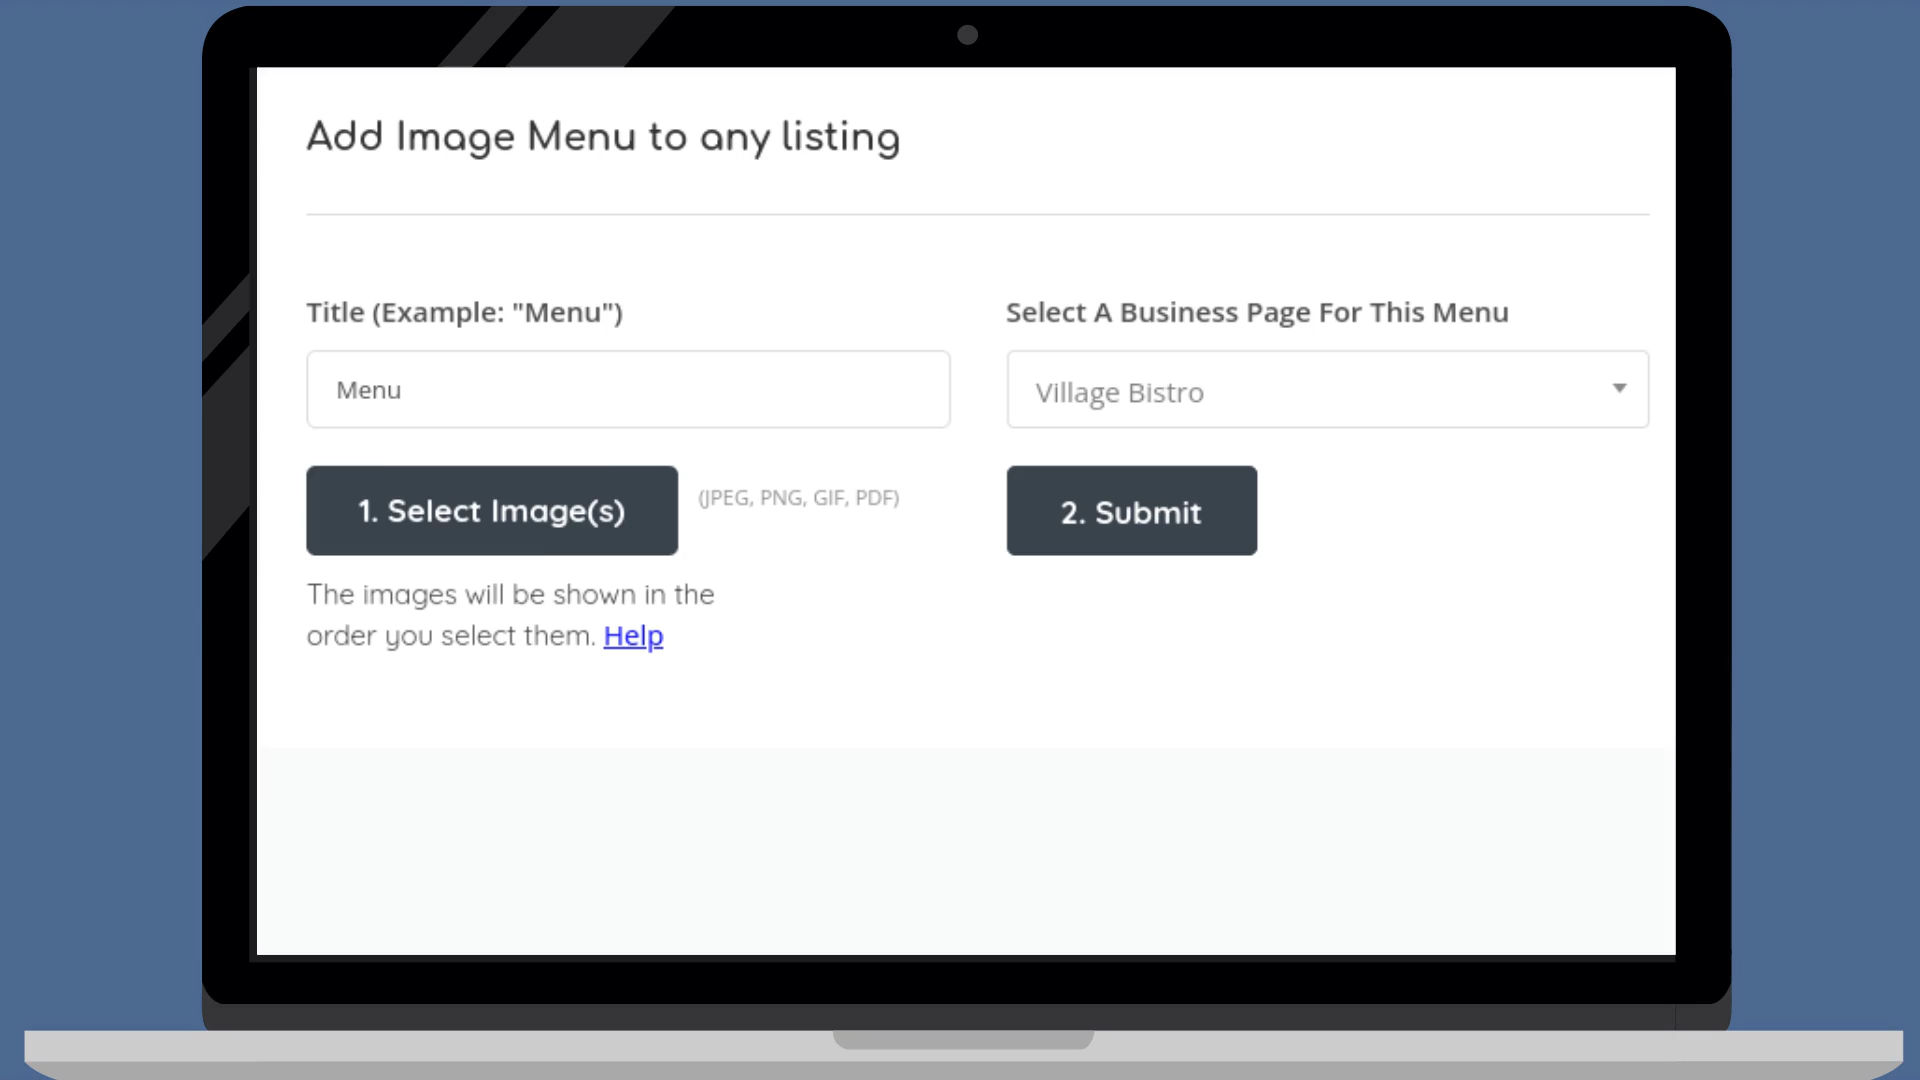 Add Image Menu to any listing
Title (Example: "Menu")
Menu
Select A Business Page For This Menu
Village Bistro
1. Select Image(s)
(JPEG, PNG, GIF, PDF)
2. Submit
The images will be shown in the
order you select them. Help